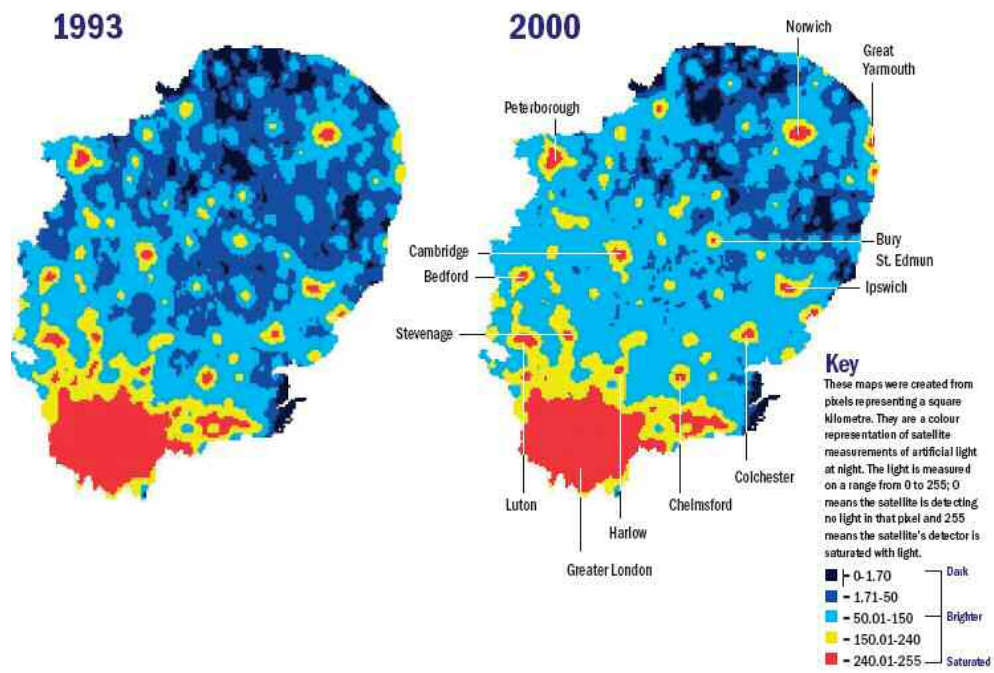 1993
2000
Norwich
Great
Yarmouth
Peterborough
Cambridge
Bedford
Stevenage
Bury
St. Edmun
Ipswich
Colchester
Luton
Chelmsford
Harlow
Greater London
Key
These maps were created from
pixels representing a square
kilometre. They are a colour
representation of satellite
measurements of artificial light
at night. The light is measured
on a range from 0 to 255; 0
means the satellite is detecting
no light in that pixel and 255
means the satellite's detector is
saturated with light.
- 0-1.70 Dark
- 1.71-50
- 50.01-150 Brighter
- 150.01-240
- 240.01-255 Saturated